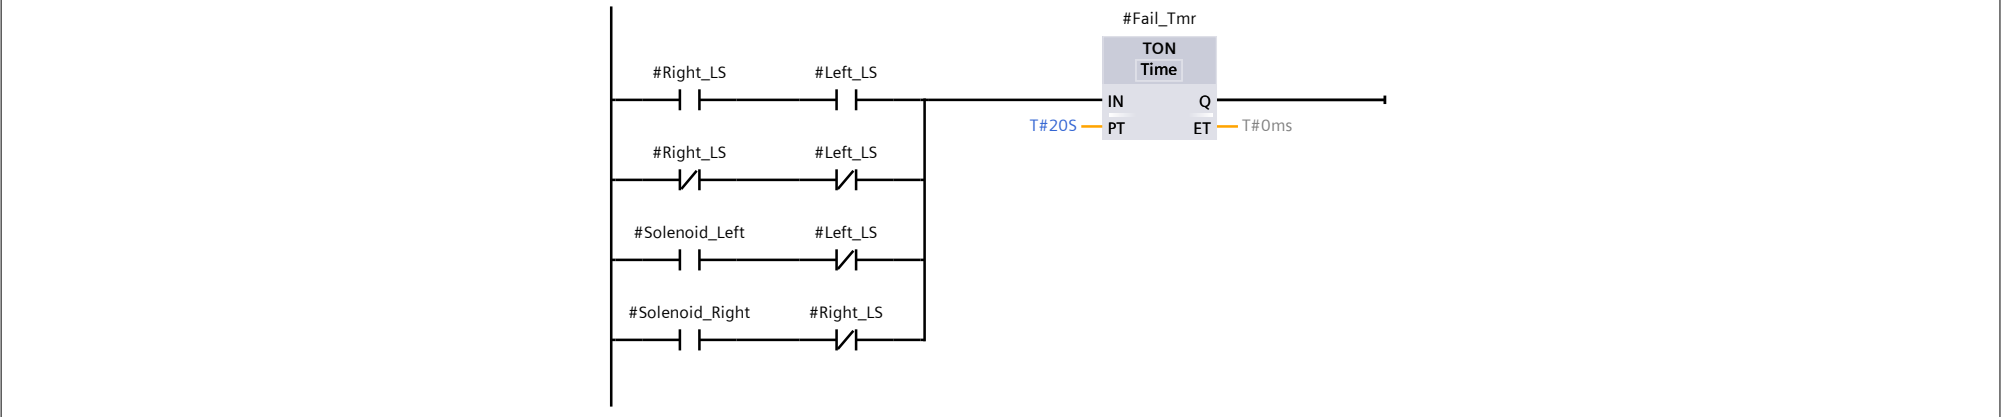 #Fail_Tmr
TON
Time
#Right_LS #Left_LS
IN Q
T#20S PT ET T#0ms
#Right_LS #Left_LS
#Solenoid_Left #Left_LS
#Solenoid_Right #Right_LS